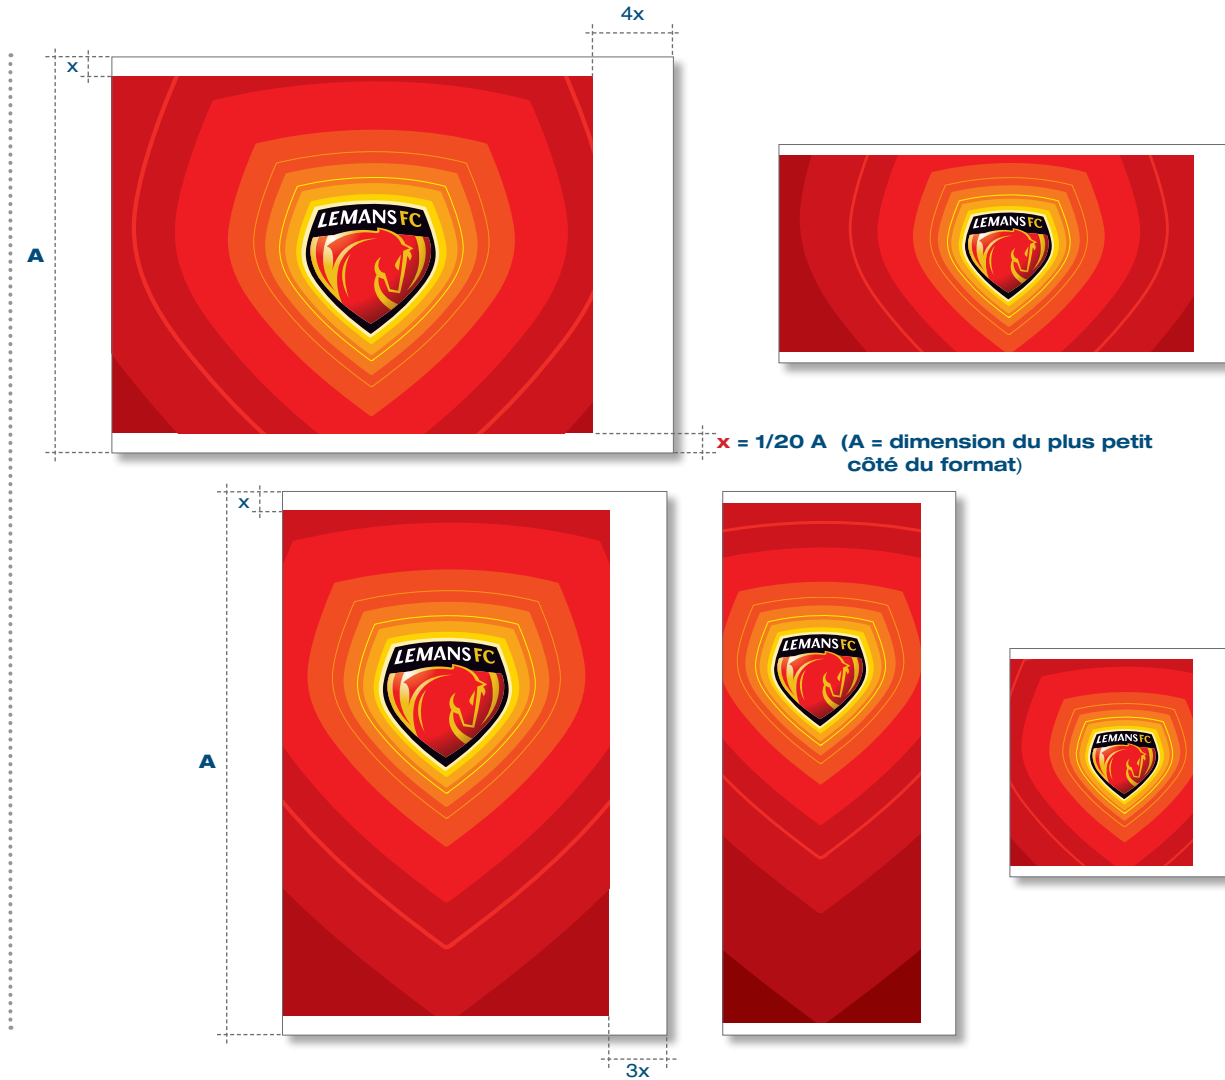 4x
x
A
LEMANS FC
LEMANS FC
x = 1/20 A (A = dimension du plus petit
côté du format)
x
A
LEMANS FC
LEMANS FC
LEMANS FC
3x